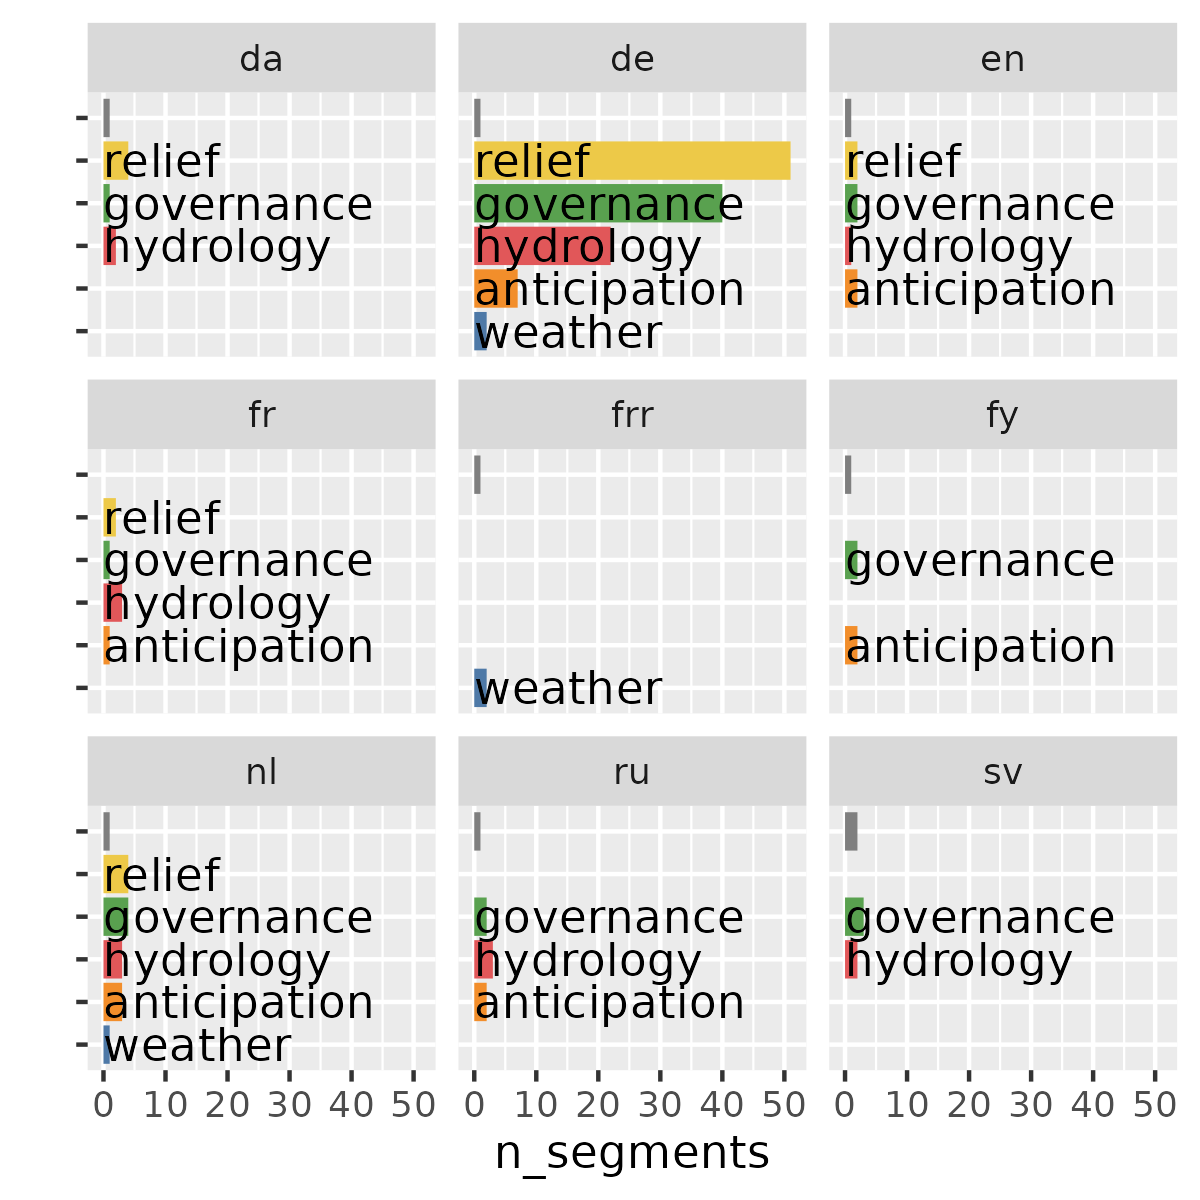 da
de
en
relief
governance
hydrology
relief
governance
hydrology
anticipation
weather
relief
governance
hydrology
anticipation
fr
frr
fy
relief
governance
hydrology
anticipation
weather
governance
anticipation
nl
ru
sv
relief
governance
hydrology
anticipation
weather
governance
hydrology
anticipation
governance
hydrology
0 10 20 30 40 50
0 10 20 30 40 50
0 10 20 30 40 50
n_segments